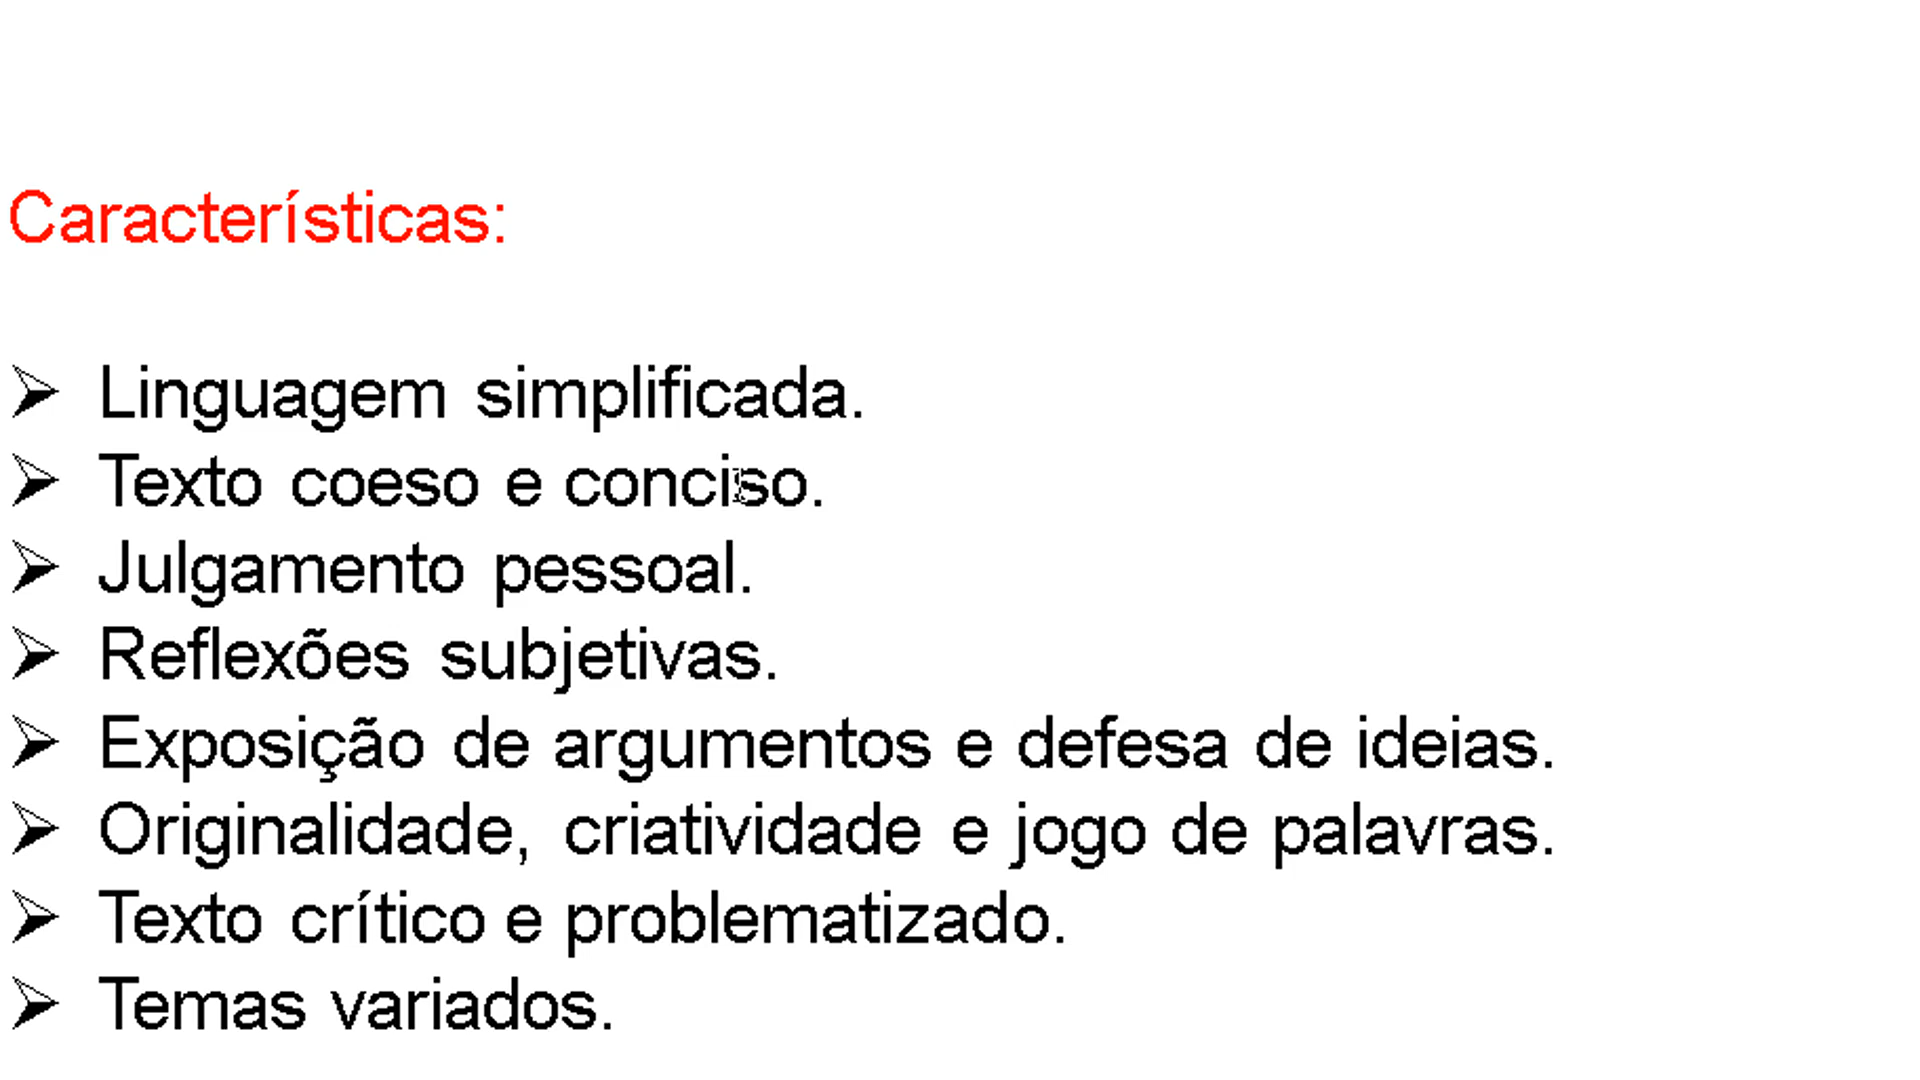 Características:
➢ Linguagem simplificada.
➢ Texto coeso e conciso.
➢ Julgamento pessoal.
➢ Reflexões subjetivas.
➢ Exposição de argumentos e defesa de ideias.
➢ Originalidade, criatividade e jogo de palavras.
➢ Texto crítico e problematizado.
➢ Temas variados.